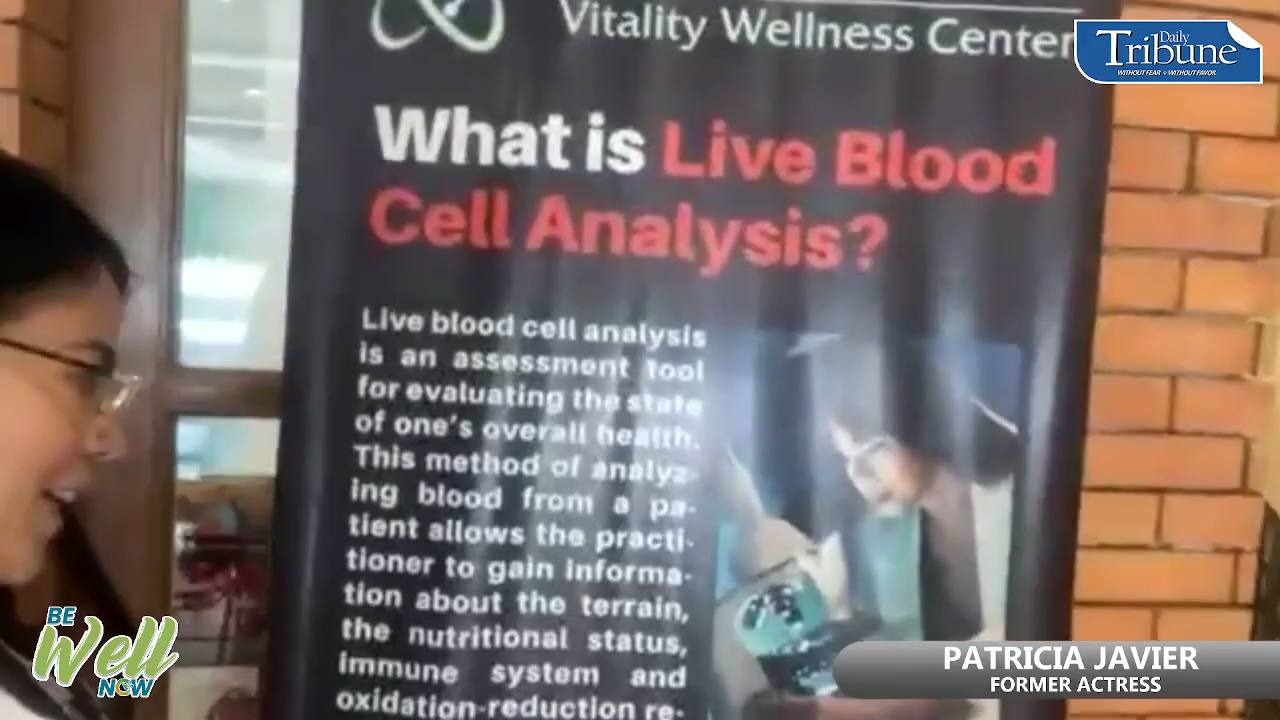 Vitality Wellness Center
Daily
Tribune
WITHOUT FEAR • WITHOUT FAVOR
What is Live Blood
Cell Analysis?
Live blood cell analysis
is an assessment tool
for evaluating the state
of one's overall health.
This method of analyz-
ing blood from a pa-
tient allows the practi-
tioner to gain informa-
tion about the terrain,
the nutritional status,
immune system and
oxidation-reduction re-
BE
Well
NOW
PATRICIA JAVIER
FORMER ACTRESS